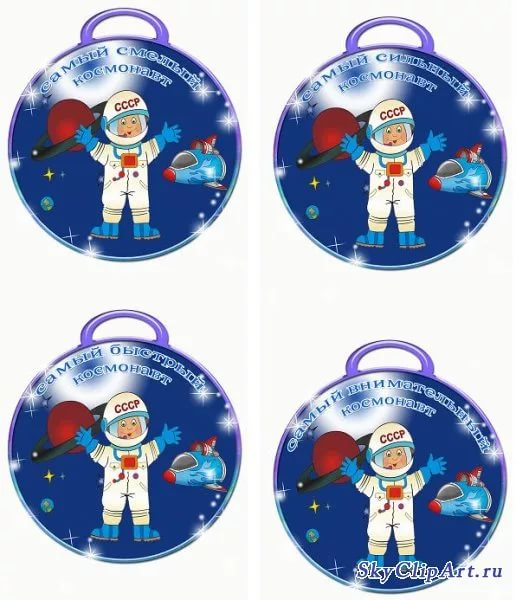 самый смелый
космонавт
СССР
самый сильный
космонавт
СССР
самый быстрый
космонавт
СССР
самый внимательный
космонавт
СССР
SkyClipArt.ru